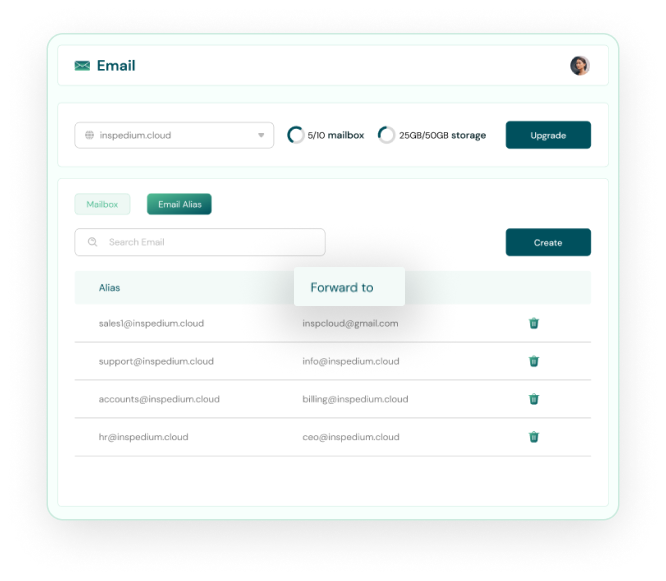 Email
inspedium.cloud 5/10 mailbox 25GB/50GB storage Upgrade
Mailbox Email Alias
Search Email Create
Alias Forward to
sales1@inspedium.cloud inspcloud@gmail.com
support@inspedium.cloud info@inspedium.cloud
accounts@inspedium.cloud billing@inspedium.cloud
hr@inspedium.cloud ceo@inspedium.cloud